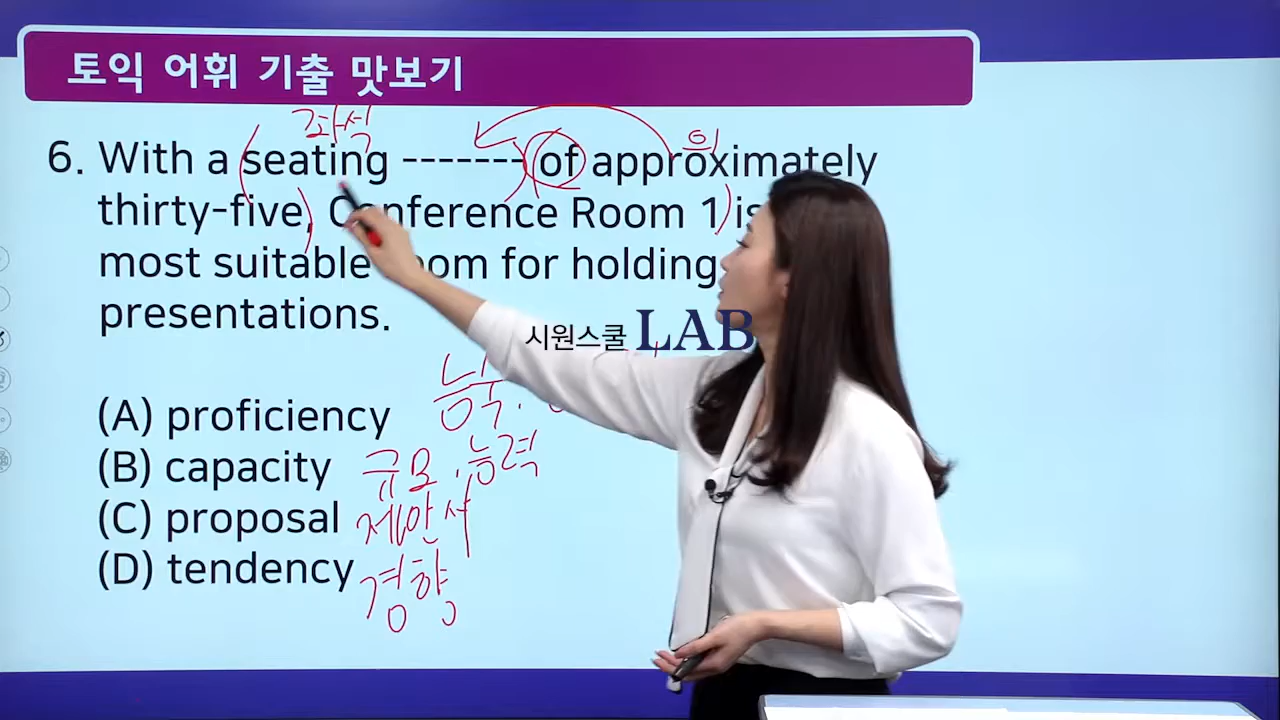 토익 어휘 기출 맛보기
좌석
의
6. With a seating ------- of approximately
thirty-five, Conference Room 1 is
most suitable room for holding
presentations.
시원스쿨 LAB
능숙.
(A) proficiency
(B) capacity 규모.능력
(C) proposal 제안서
(D) tendency 경향